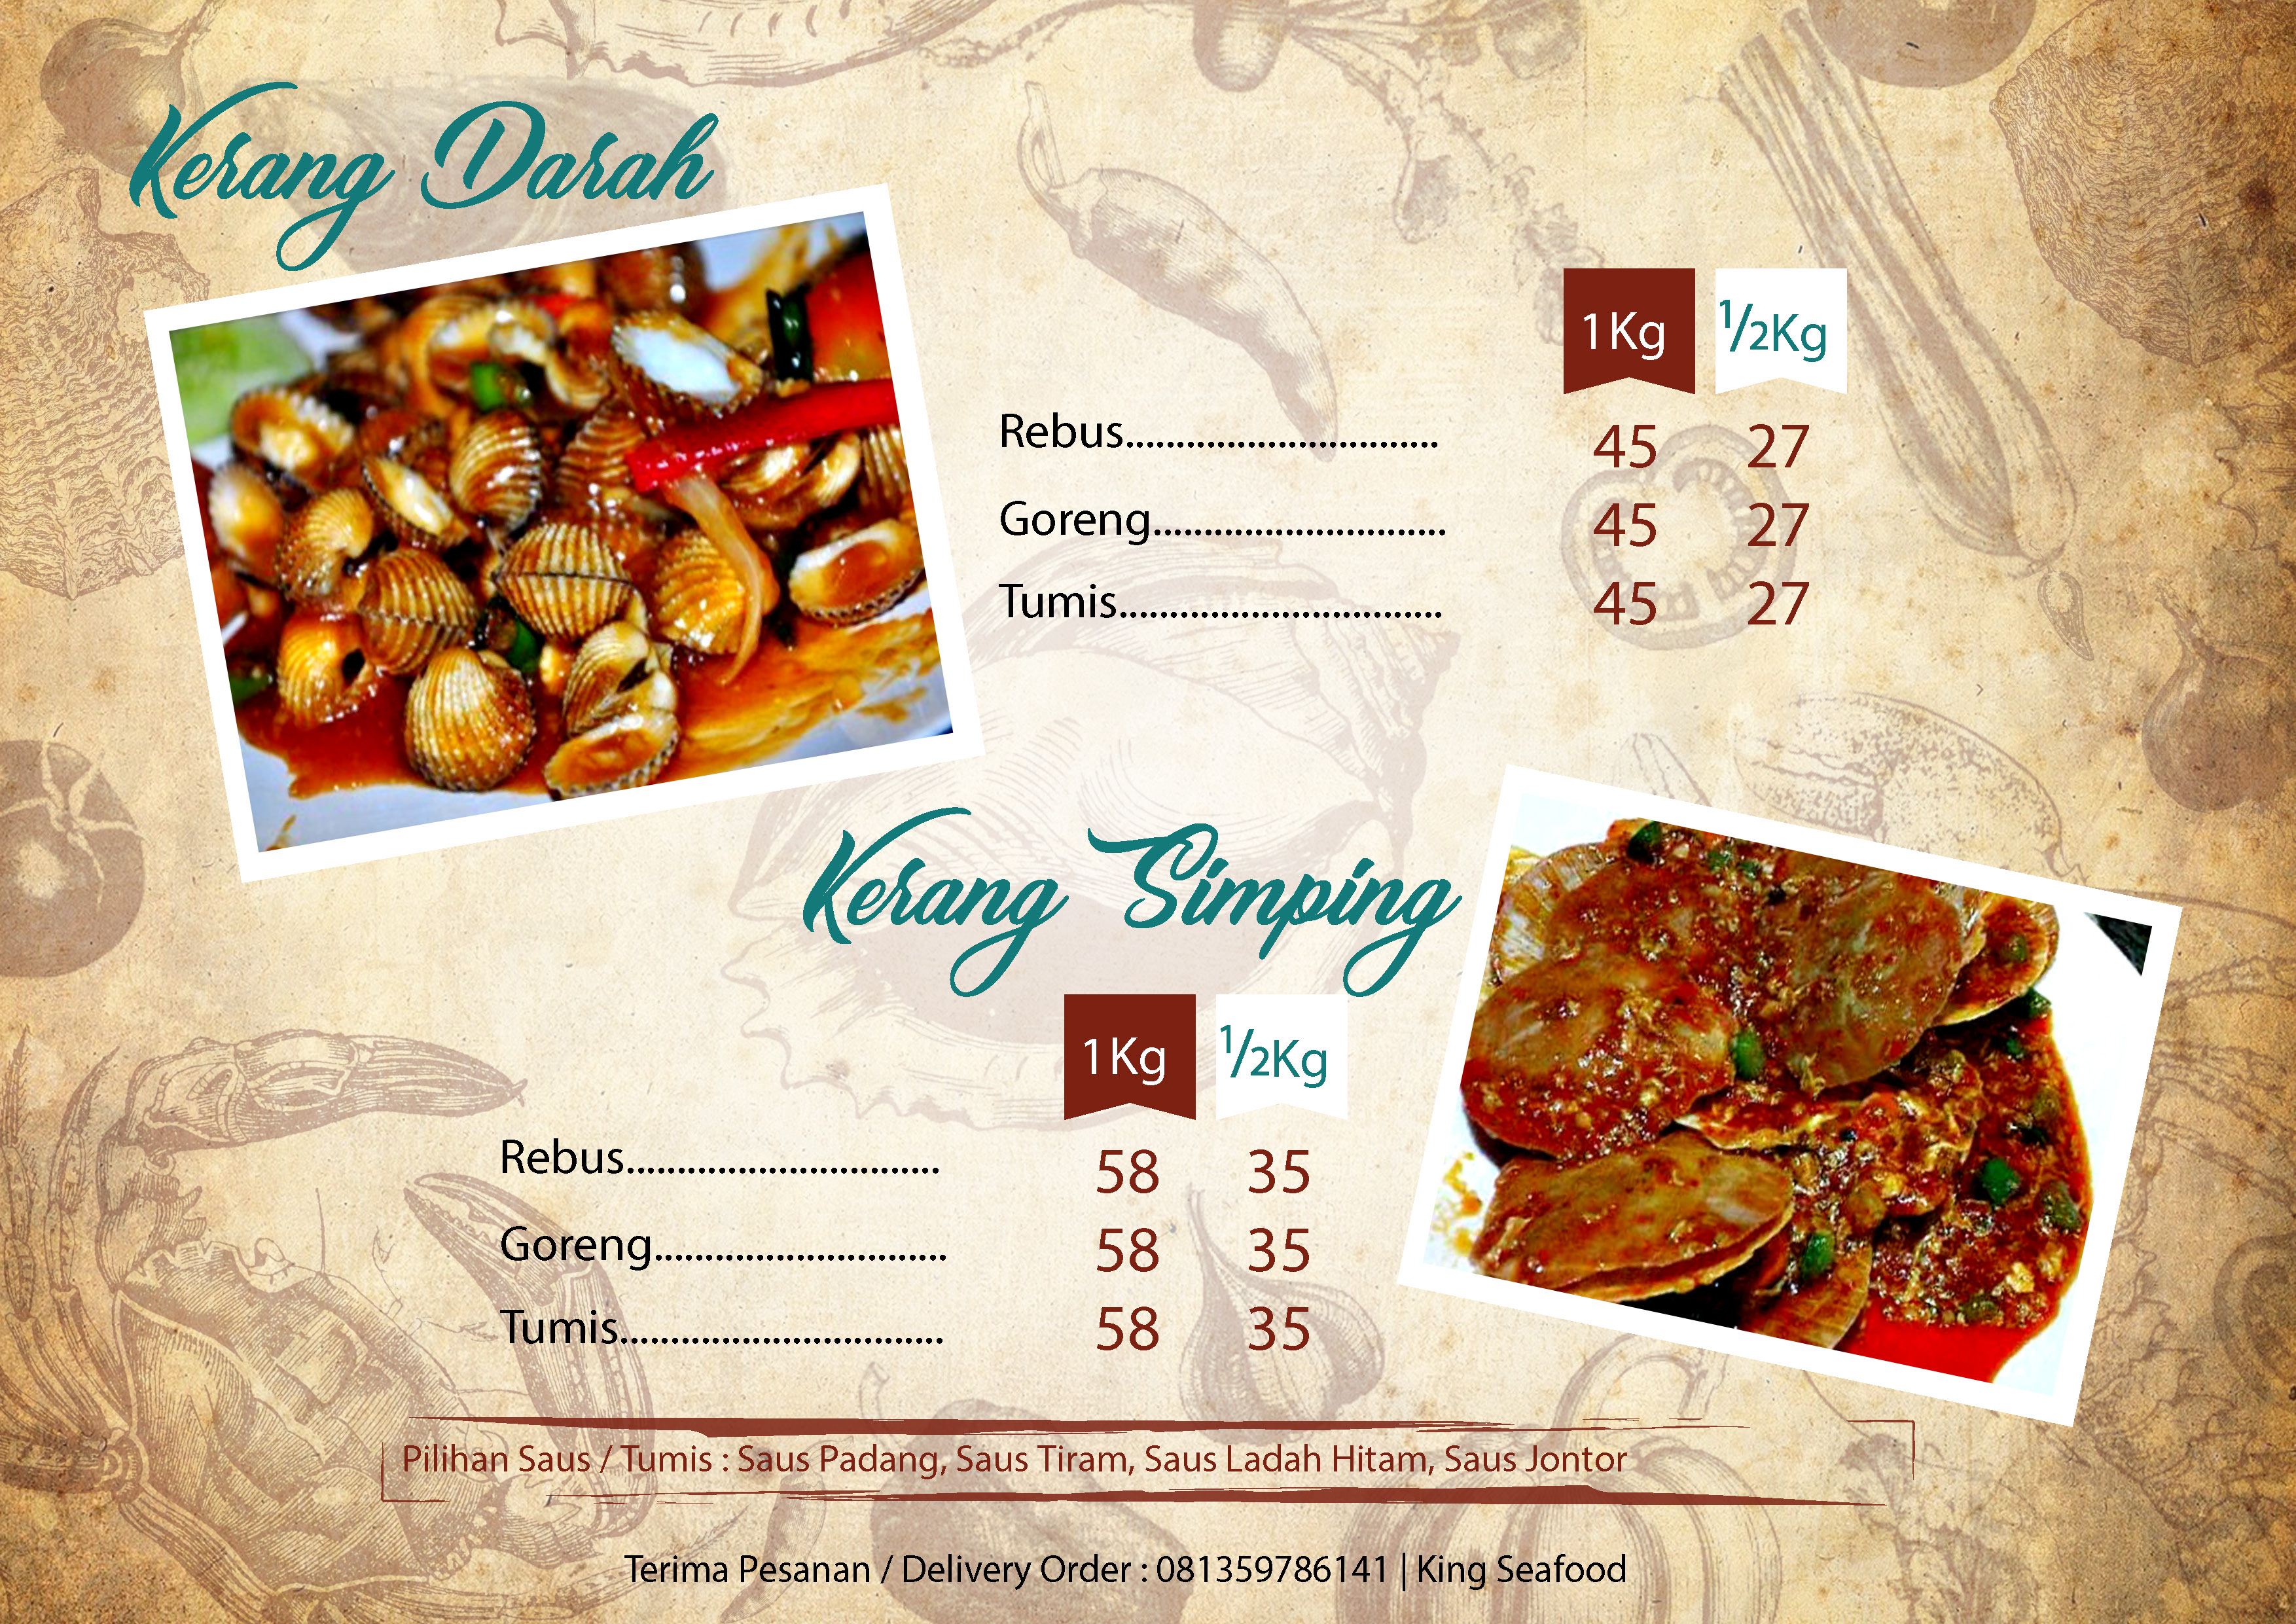 Kerang Darah
1Kg ½Kg
Rebus............................... 45 27
Goreng............................. 45 27
Tumis................................ 45 27
Kerang Simping
1Kg ½Kg
Rebus............................... 58 35
Goreng............................. 58 35
Tumis................................ 58 35
Pilihan Saus / Tumis : Saus Padang, Saus Tiram, Saus Ladah Hitam, Saus Jontor
Terima Pesanan / Delivery Order : 081359786141 | King Seafood